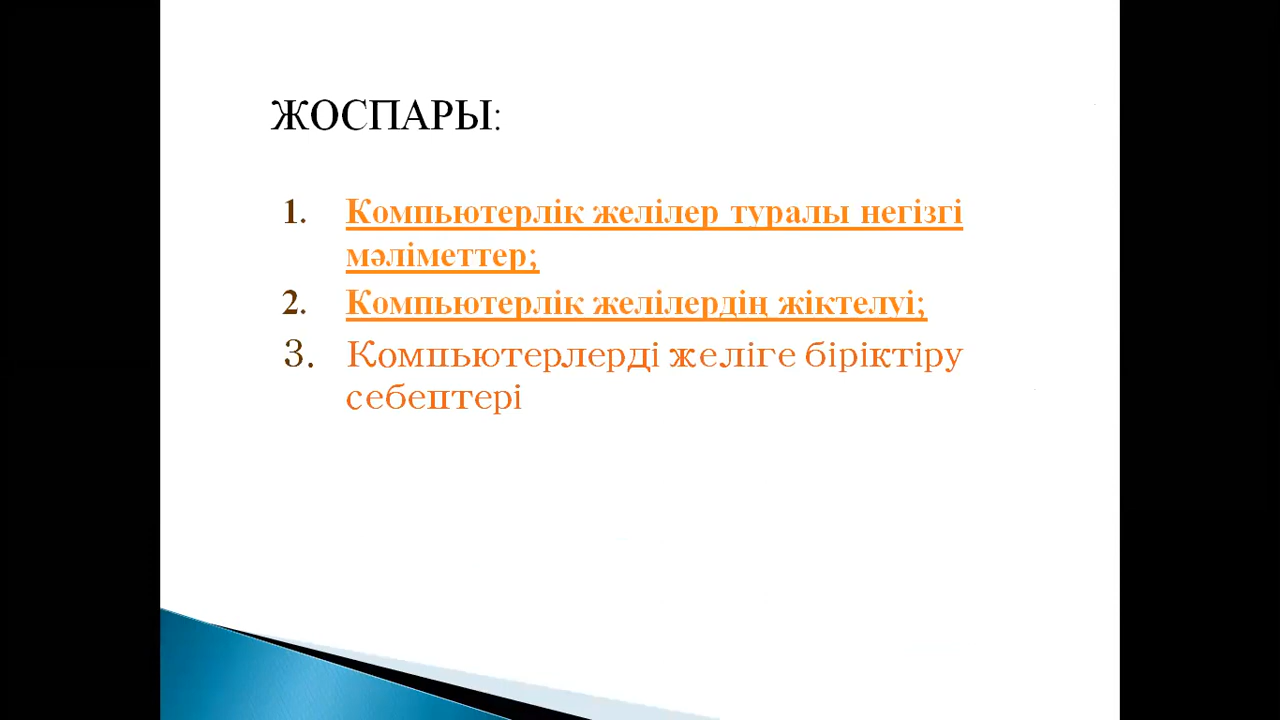 ЖОСПАРЫ:
1. Компьютерлік желілер туралы негізгі
мәліметтер;
2. Компьютерлік желілердің жіктелуі;
3. Компьютерлерді желіге біріктіру
себептері